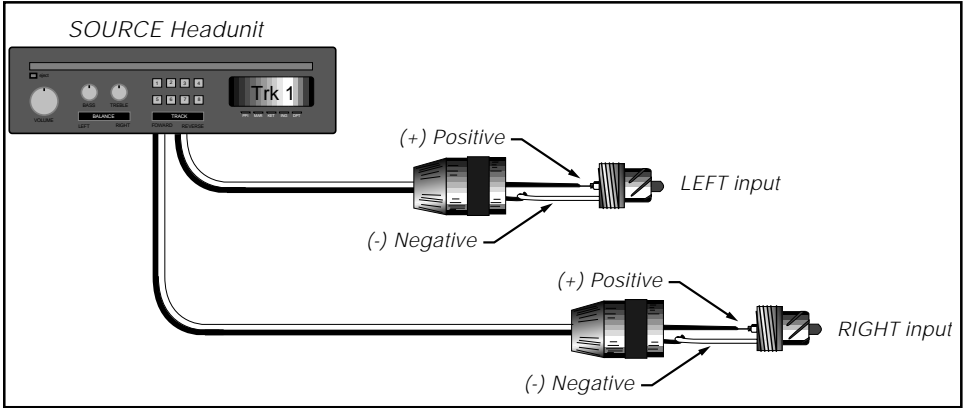 SOURCE Headunit
1 2 3 4
Trk 1
5 6 7 8
BASS TREBLE
VOLUME
BALANCE TRACK
LEFT RIGHT FOWARD REVERSE
(+) Positive
LEFT input
(-) Negative
(+) Positive
RIGHT input
(-) Negative